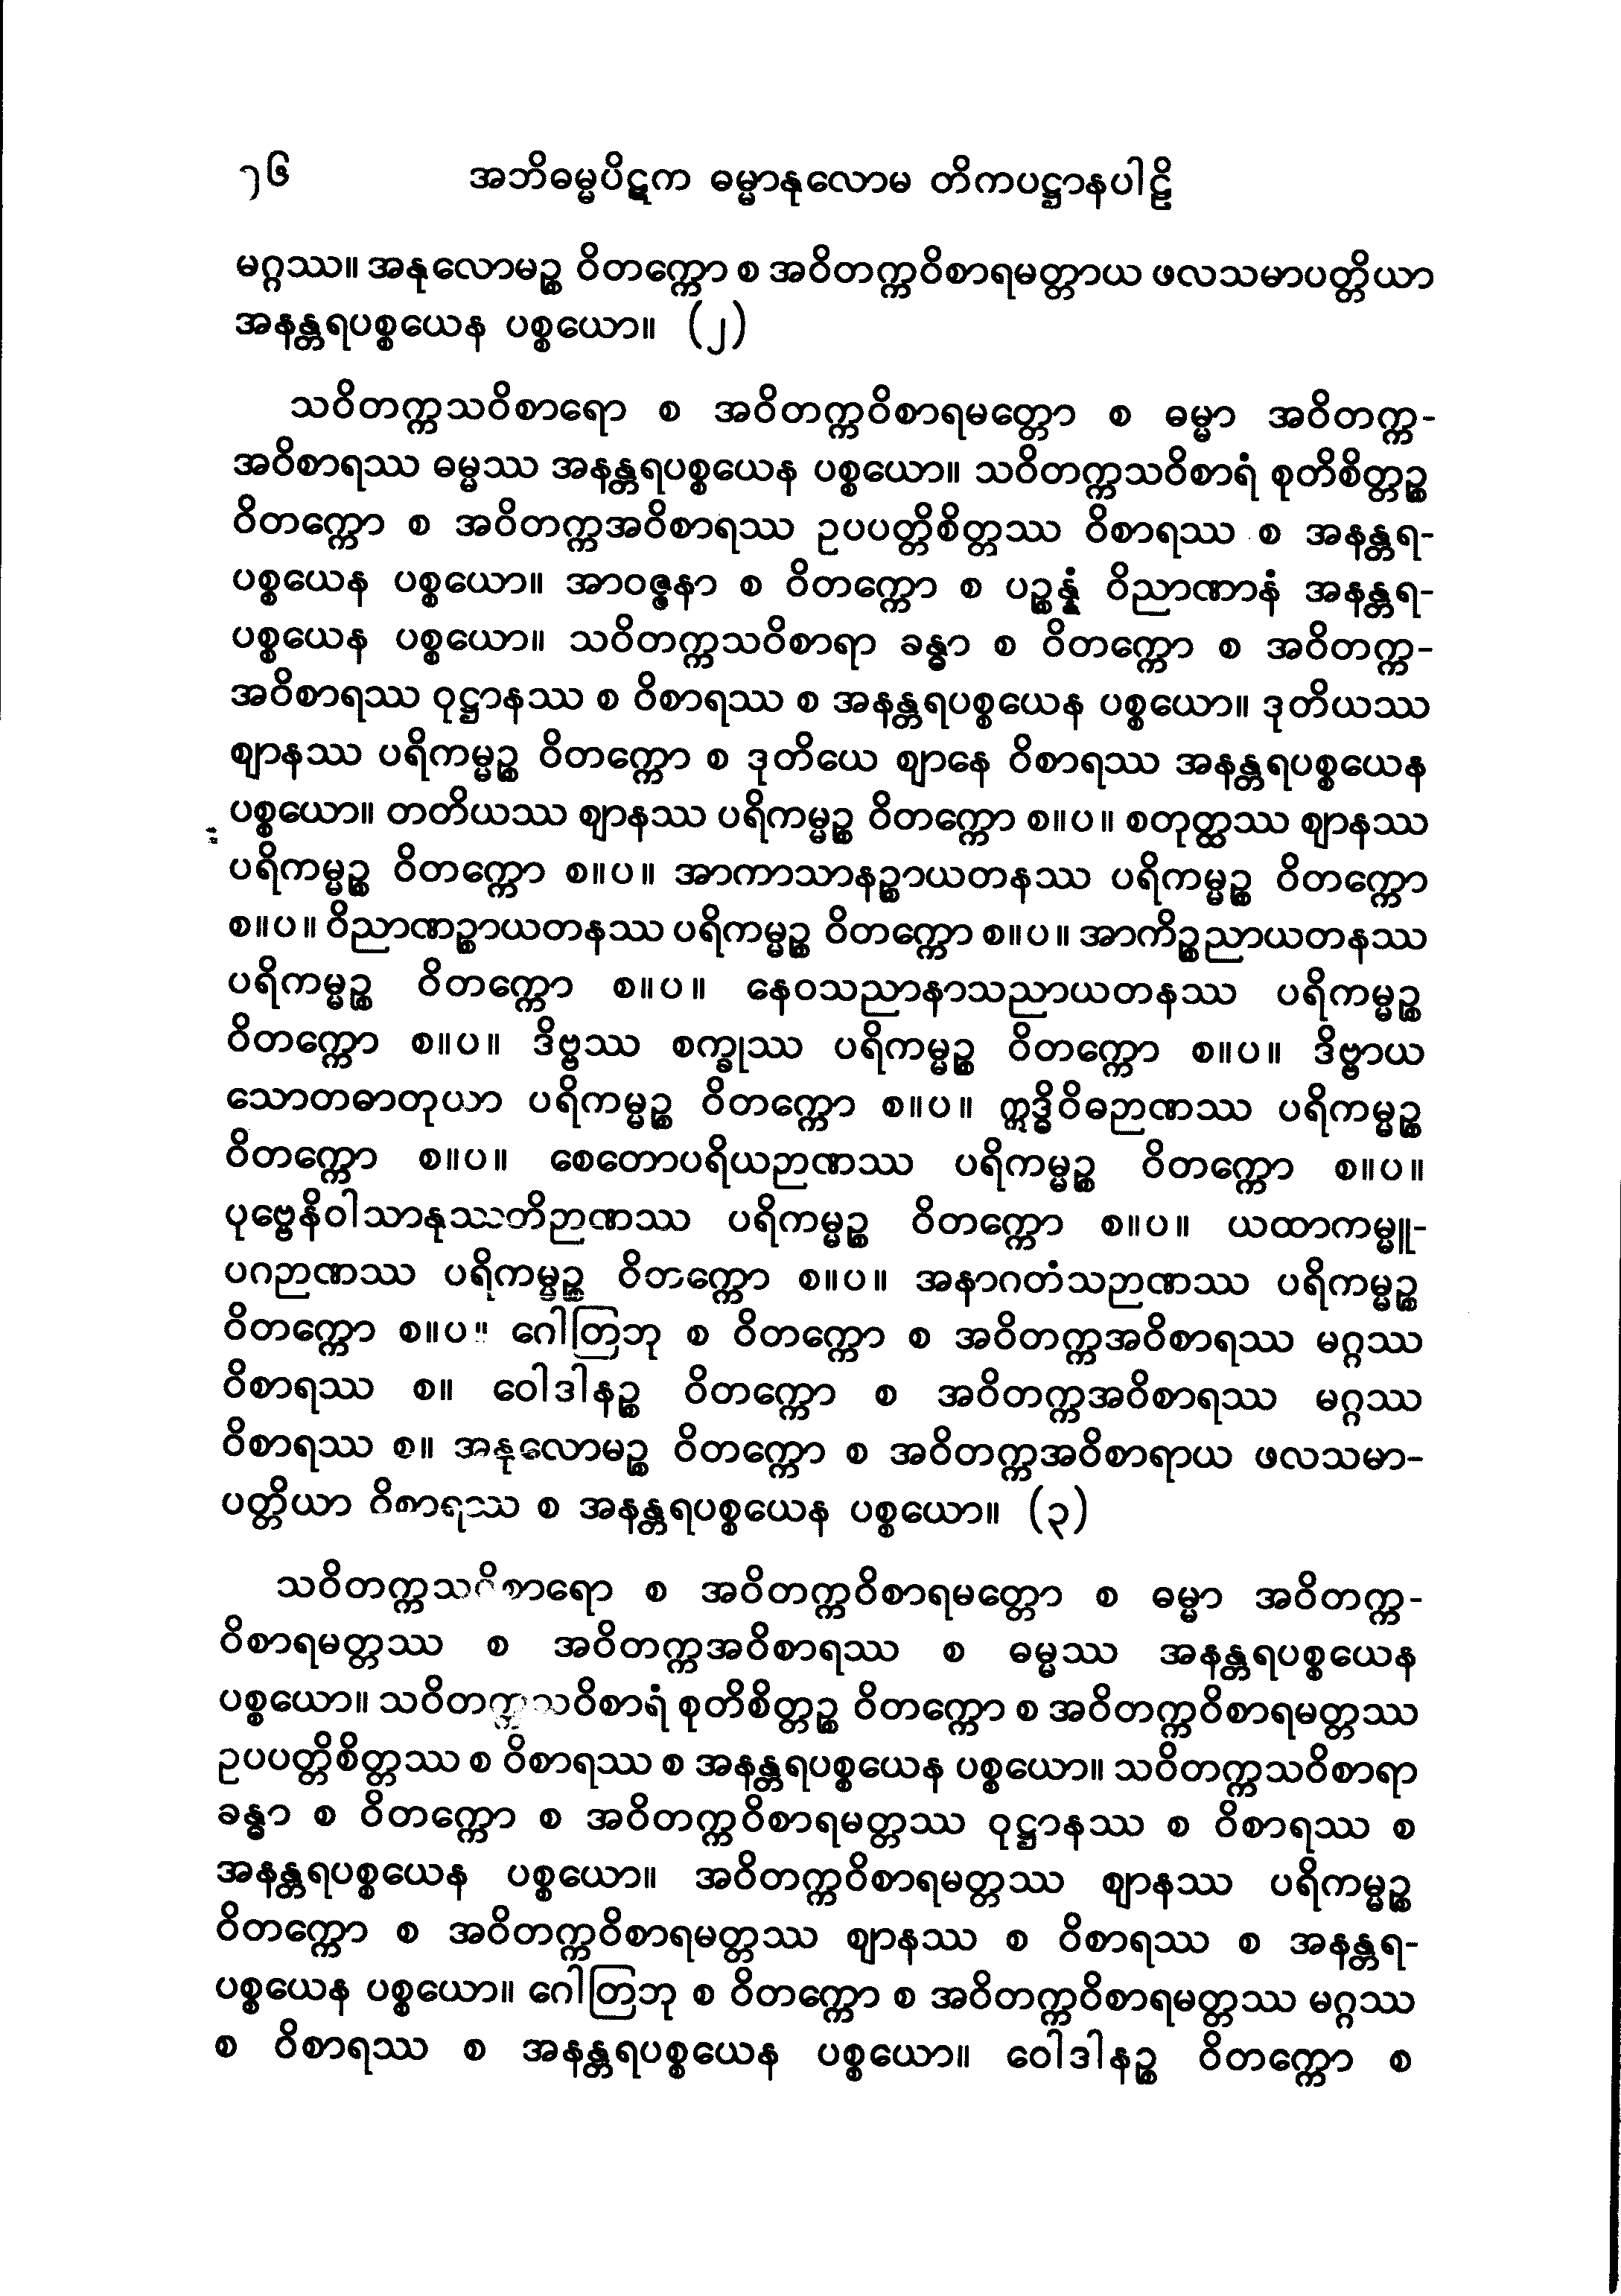 ၁၆ အဘိဓမ္မပိဋက ဓမ္မာနုလောမ တိကပဋ္ဌာနပါဠိ
မဂ္ဂဿ။ အနုလောမဉ္စ ဝိတက္ကော စ အဝိတက္ကဝိစာရမတ္တာယ ဖလသမာပတ္တိယာ
အနန္တရပစ္စယေန ပစ္စယော။ (၂)
သဝိတက္ကသဝိစာရော စ အဝိတက္ကဝိစာရမတ္တော စ ဓမ္မာ အဝိတက္က-
အဝိစာရဿ ဓမ္မဿ အနန္တရပစ္စယေန ပစ္စယော။ သဝိတက္ကသဝိစာရံ စုတိစိတ္တဉ္စ
ဝိတက္ကော စ အဝိတက္ကအဝိစာရဿ ဥပပတ္တိစိတ္တဿ ဝိစာရဿ စ အနန္တရ-
ပစ္စယေန ပစ္စယော။ အာဝဇ္ဇနာ စ ဝိတက္ကော စ ပဉ္စန္နံ ဝိညာဏာနံ အနန္တရ-
ပစ္စယေန ပစ္စယော။ သဝိတက္ကသဝိစာရာ ခန္ဓာ စ ဝိတက္ကော စ အဝိတက္က-
အဝိစာရဿ ဝုဋ္ဌာနဿ စ ဝိစာရဿ စ အနန္တရပစ္စယေန ပစ္စယော။ ဒုတိယဿ
ဈာနဿ ပရိကမ္မဉ္စ ဝိတက္ကော စ ဒုတိယေ ဈာနေ ဝိစာရဿ အနန္တရပစ္စယေန
ပစ္စယော။ တတိယဿ ဈာနဿ ပရိကမ္မဉ္စ ဝိတက္ကော စ။ပ။ စတုတ္ထဿ ဈာနဿ
ပရိကမ္မဉ္စ ဝိတက္ကော စ။ပ။ အာကာသာနဉ္စာယတနဿ ပရိကမ္မဉ္စ ဝိတက္ကော
စ။ပ။ ဝိညာဏဉ္စာယတနဿ ပရိကမ္မဉ္စ ဝိတက္ကော စ။ပ။ အာကိဉ္စညာယတနဿ
ပရိကမ္မဉ္စ ဝိတက္ကော စ။ပ။ နေဝသညာနာသညာယတနဿ ပရိကမ္မဉ္စ
ဝိတက္ကော စ။ပ။ ဒိဗ္ဗဿ စက္ခုဿ ပရိကမ္မဉ္စ ဝိတက္ကော စ။ပ။ ဒိဗ္ဗာယ
သောတဓာတုယာ ပရိကမ္မဉ္စ ဝိတက္ကော စ။ပ။ ဣဒ္ဓိဝိဓဉာဏဿ ပရိကမ္မဉ္စ
ဝိတက္ကော စ။ပ။ စေတောပရိယဉာဏဿ ပရိကမ္မဉ္စ ဝိတက္ကော စ။ပ။
ပုဗ္ဗေနိဝါသာနုဿတိဉာဏဿ ပရိကမ္မဉ္စ ဝိတက္ကော စ။ပ။ ယထာကမ္မူ-
ပဂဉာဏဿ ပရိကမ္မဉ္စ ဝိတက္ကော စ။ပ။ အနာဂတံသဉာဏဿ ပရိကမ္မဉ္စ
ဝိတက္ကော စ။ပ။ ဂေါတြဘု စ ဝိတက္ကော စ အဝိတက္ကအဝိစာရဿ မဂ္ဂဿ
ဝိစာရဿ စ။ ဝေါဒါနဉ္စ ဝိတက္ကော စ အဝိတက္ကအဝိစာရဿ မဂ္ဂဿ
ဝိစာရဿ စ။ အနုလောမဉ္စ ဝိတက္ကော စ အဝိတက္ကအဝိစာရာယ ဖလသမာ-
ပတ္တိယာ ဝိစာရဿ စ အနန္တရပစ္စယေန ပစ္စယော။ (၃)
သဝိတက္ကသဝိစာရော စ အဝိတက္ကဝိစာရမတ္တော စ ဓမ္မာ အဝိတက္က-
ဝိစာရမတ္တဿ စ အဝိတက္ကအဝိစာရဿ စ ဓမ္မဿ အနန္တရပစ္စယေန
ပစ္စယော။ သဝိတက္ကသဝိစာရံ စုတိစိတ္တဉ္စ ဝိတက္ကော စ အဝိတက္ကဝိစာရမတ္တဿ
ဥပပတ္တိစိတ္တဿ စ ဝိစာရဿ စ အနန္တရပစ္စယေန ပစ္စယော။ သဝိတက္ကသဝိစာရာ
ခန္ဓာ စ ဝိတက္ကော စ အဝိတက္ကဝိစာရမတ္တဿ ဝုဋ္ဌာနဿ စ ဝိစာရဿ စ
အနန္တရပစ္စယေန ပစ္စယော။ အဝိတက္ကဝိစာရမတ္တဿ ဈာနဿ ပရိကမ္မဉ္စ
ဝိတက္ကော စ အဝိတက္ကဝိစာရမတ္တဿ ဈာနဿ စ ဝိစာရဿ စ အနန္တရ-
ပစ္စယေန ပစ္စယော။ ဂေါတြဘု စ ဝိတက္ကော စ အဝိတက္ကဝိစာရမတ္တဿ မဂ္ဂဿ
စ ဝိစာရဿ စ အနန္တရပစ္စယေန ပစ္စယော။ ဝေါဒါနဉ္စ ဝိတက္ကော စ